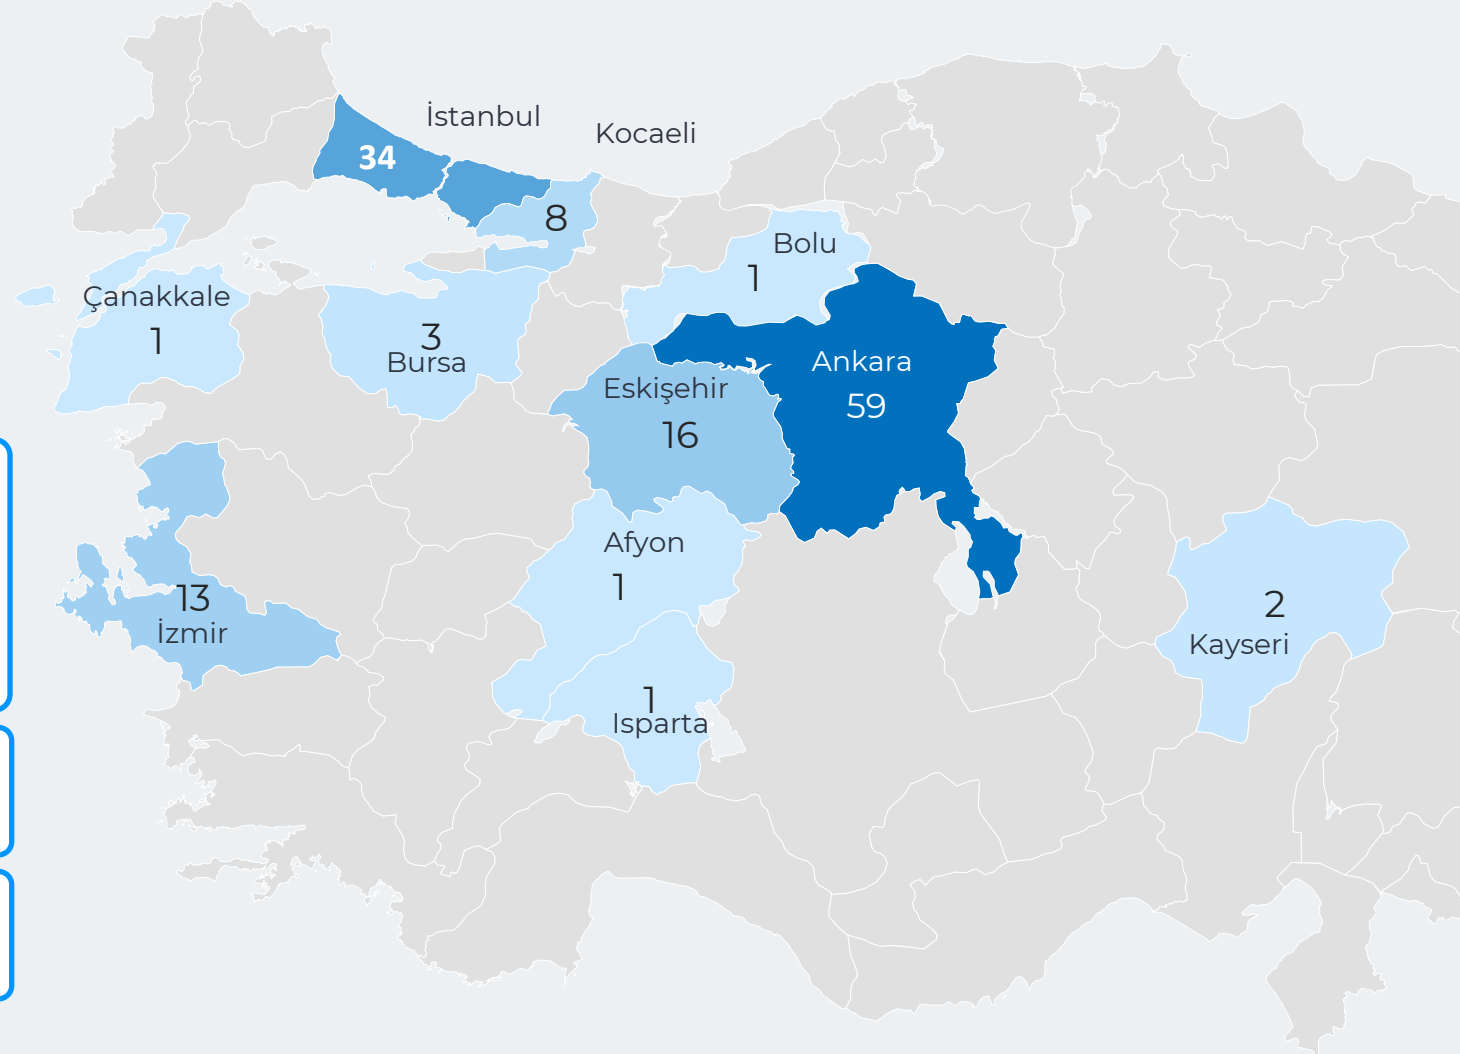 İstanbul
Kocaeli
34
8
Bolu
1
Çanakkale
1
3
Bursa
Ankara
59
Eskişehir
16
Afyon
1
13
İzmir
2
Kayseri
1
Isparta